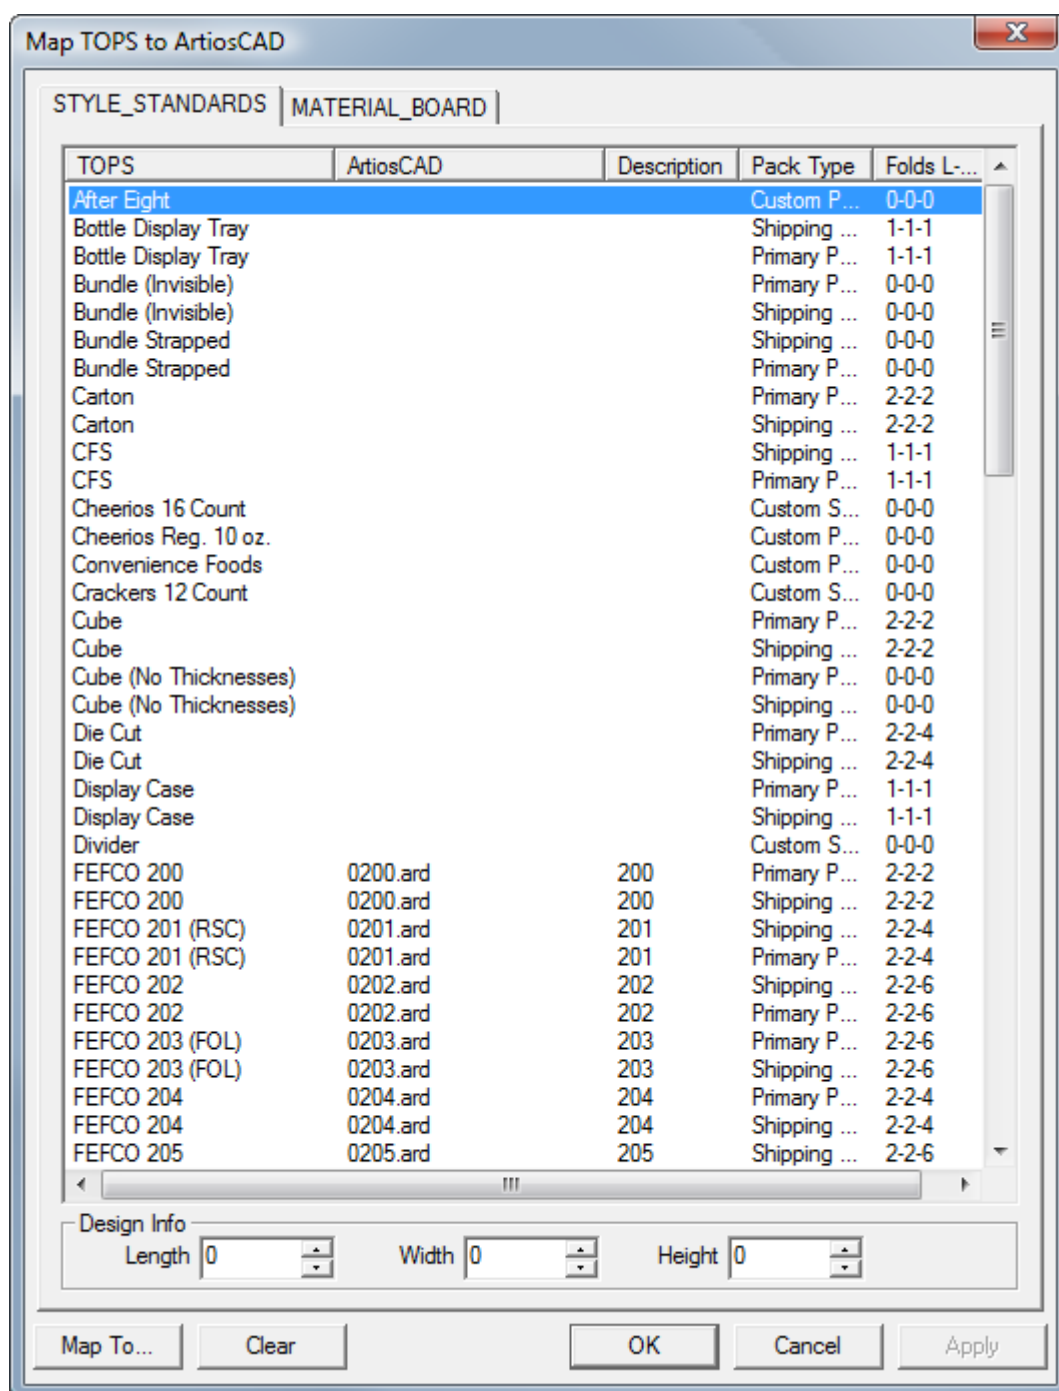 Map TOPS to ArtiosCAD
STYLE_STANDARDS MATERIAL_BOARD
TOPS ArtiosCAD Description Pack Type Folds L-...
After Eight Custom P... 0-0-0
Bottle Display Tray Shipping ... 1-1-1
Bottle Display Tray Primary P... 1-1-1
Bundle (Invisible) Primary P... 0-0-0
Bundle (Invisible) Shipping ... 0-0-0
Bundle Strapped Shipping ... 0-0-0
Bundle Strapped Primary P... 0-0-0
Carton Primary P... 2-2-2
Carton Shipping ... 2-2-2
CFS Shipping ... 1-1-1
CFS Primary P... 1-1-1
Cheerios 16 Count Custom S... 0-0-0
Cheerios Reg. 10 oz. Custom P... 0-0-0
Convenience Foods Custom P... 0-0-0
Crackers 12 Count Custom S... 0-0-0
Cube Primary P... 2-2-2
Cube Shipping ... 2-2-2
Cube (No Thicknesses) Primary P... 0-0-0
Cube (No Thicknesses) Shipping ... 0-0-0
Die Cut Primary P... 2-2-4
Die Cut Shipping ... 2-2-4
Display Case Primary P... 1-1-1
Display Case Shipping ... 1-1-1
Divider Custom S... 0-0-0
FEFCO 200 0200.ard 200 Primary P... 2-2-2
FEFCO 200 0200.ard 200 Shipping ... 2-2-2
FEFCO 201 (RSC) 0201.ard 201 Shipping ... 2-2-4
FEFCO 201 (RSC) 0201.ard 201 Primary P... 2-2-4
FEFCO 202 0202.ard 202 Shipping ... 2-2-6
FEFCO 202 0202.ard 202 Primary P... 2-2-6
FEFCO 203 (FOL) 0203.ard 203 Primary P... 2-2-6
FEFCO 203 (FOL) 0203.ard 203 Shipping ... 2-2-6
FEFCO 204 0204.ard 204 Primary P... 2-2-4
FEFCO 204 0204.ard 204 Shipping ... 2-2-4
FEFCO 205 0205.ard 205 Shipping ... 2-2-6
Design Info
Length 0 Width 0 Height 0
Map To... Clear OK Cancel Apply